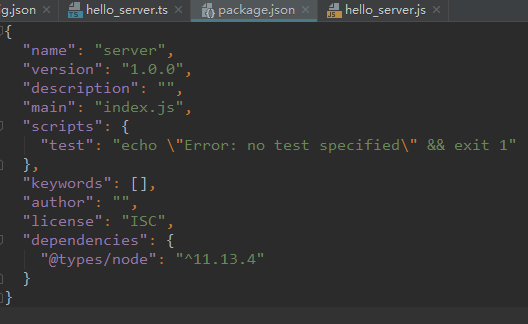 ig.json hello_server.ts package.json hello_server.js
{
  "name": "server",
  "version": "1.0.0",
  "description": "",
  "main": "index.js",
  "scripts": {
    "test": "echo \"Error: no test specified\" && exit 1"
  },
  "keywords": [],
  "author": "",
  "license": "ISC",
  "dependencies": {
    "@types/node": "^11.13.4"
  }
}